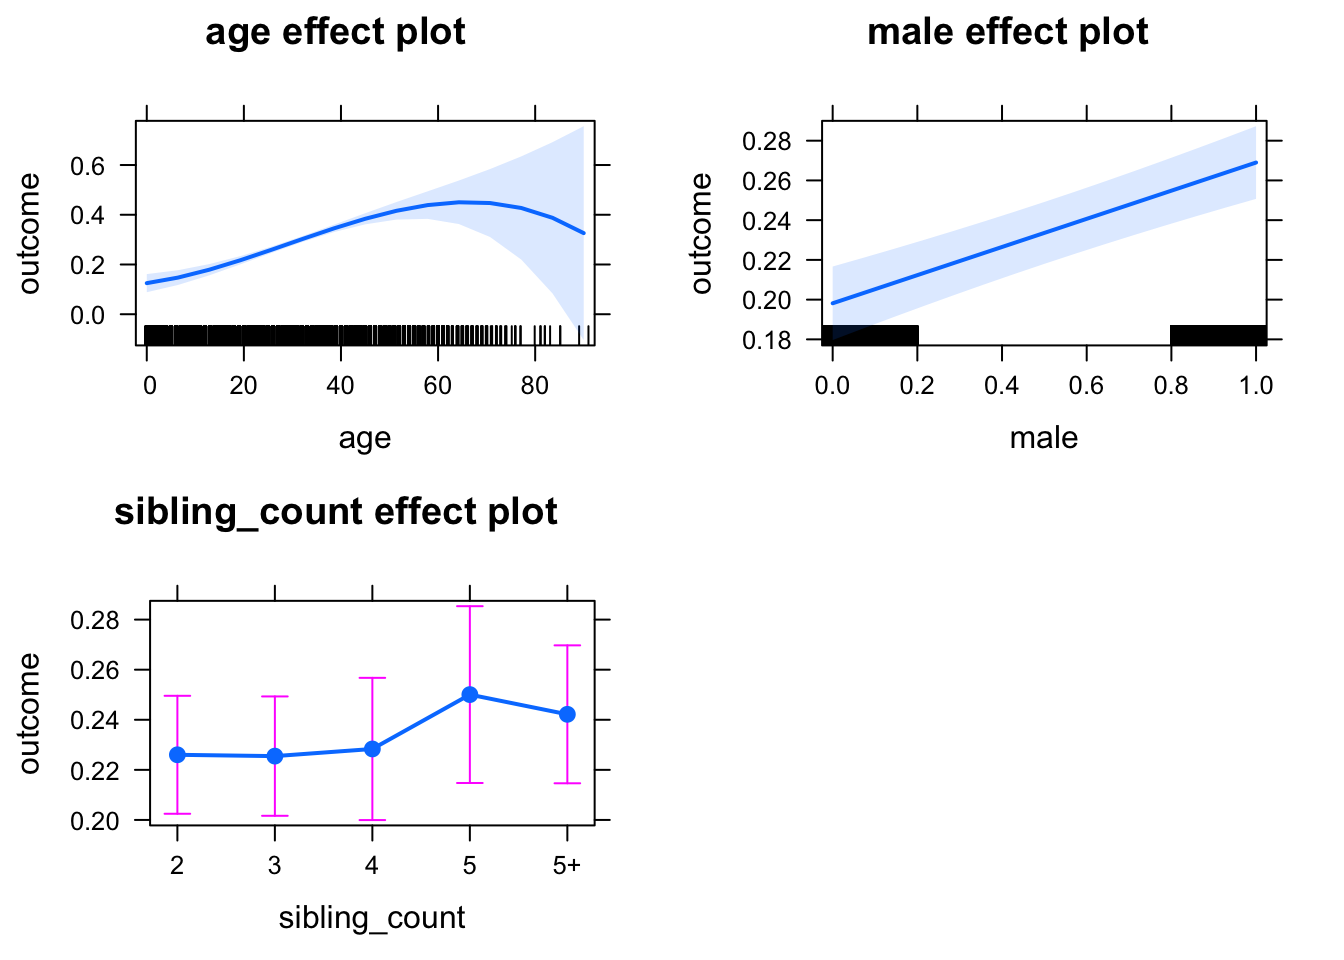 age effect plot
outcome
0.6
0.4
0.2
0.0
0 20 40 60 80
age
male effect plot
outcome
0.28
0.26
0.24
0.22
0.20
0.18
0.0 0.2 0.4 0.6 0.8 1.0
male
sibling_count effect plot
outcome
0.28
0.26
0.24
0.22
0.20
2 3 4 5 5+
sibling_count